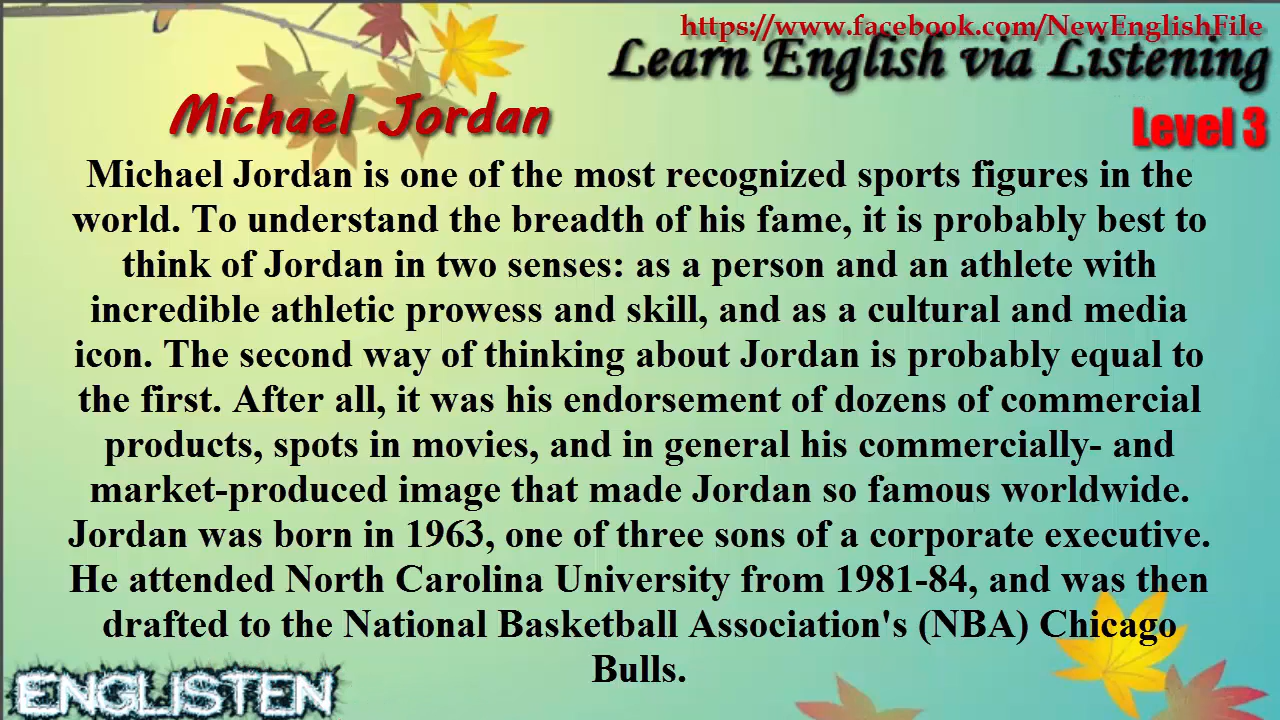 https://www.facebook.com/NewEnglishFile
Learn English via Listening
Michael Jordan
Level 3
Michael Jordan is one of the most recognized sports figures in the
world. To understand the breadth of his fame, it is probably best to
think of Jordan in two senses: as a person and an athlete with
incredible athletic prowess and skill, and as a cultural and media
icon. The second way of thinking about Jordan is probably equal to
the first. After all, it was his endorsement of dozens of commercial
products, spots in movies, and in general his commercially- and
market-produced image that made Jordan so famous worldwide.
Jordan was born in 1963, one of three sons of a corporate executive.
He attended North Carolina University from 1981-84, and was then
drafted to the National Basketball Association's (NBA) Chicago
Bulls.
ENGLISTEN